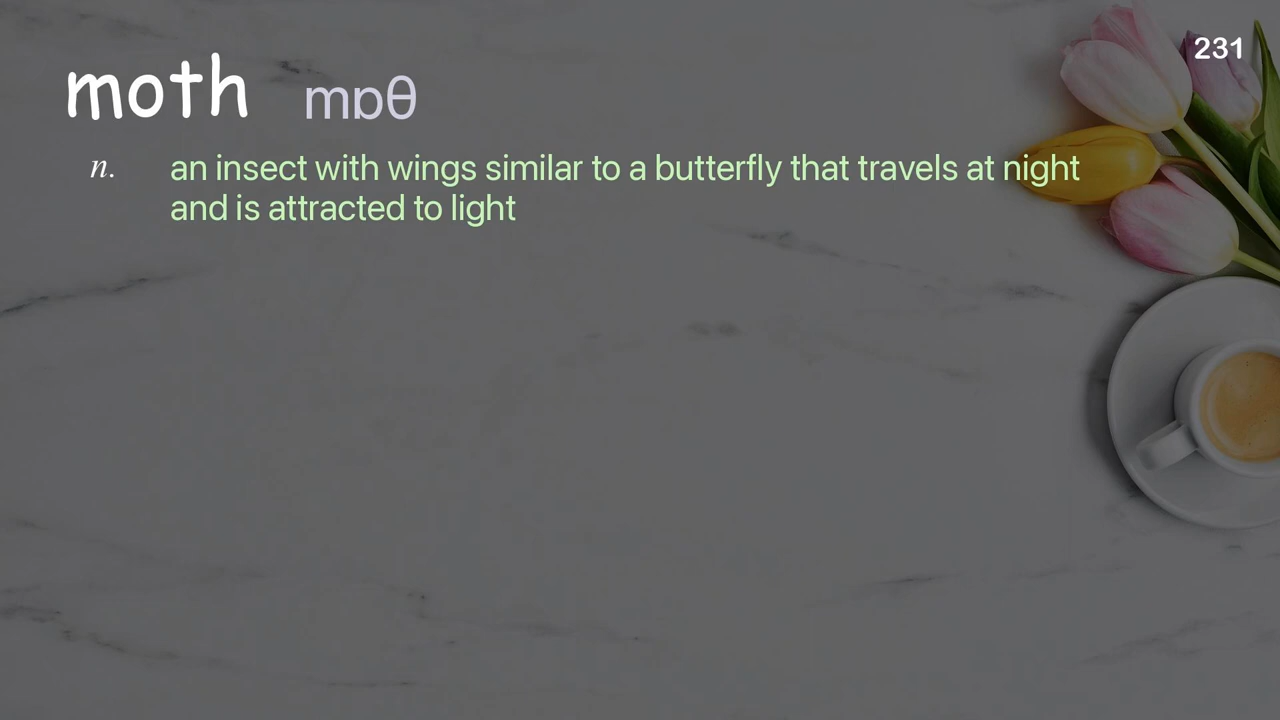 231
moth mɒθ
n. an insect with wings similar to a butterfly that travels at night
and is attracted to light